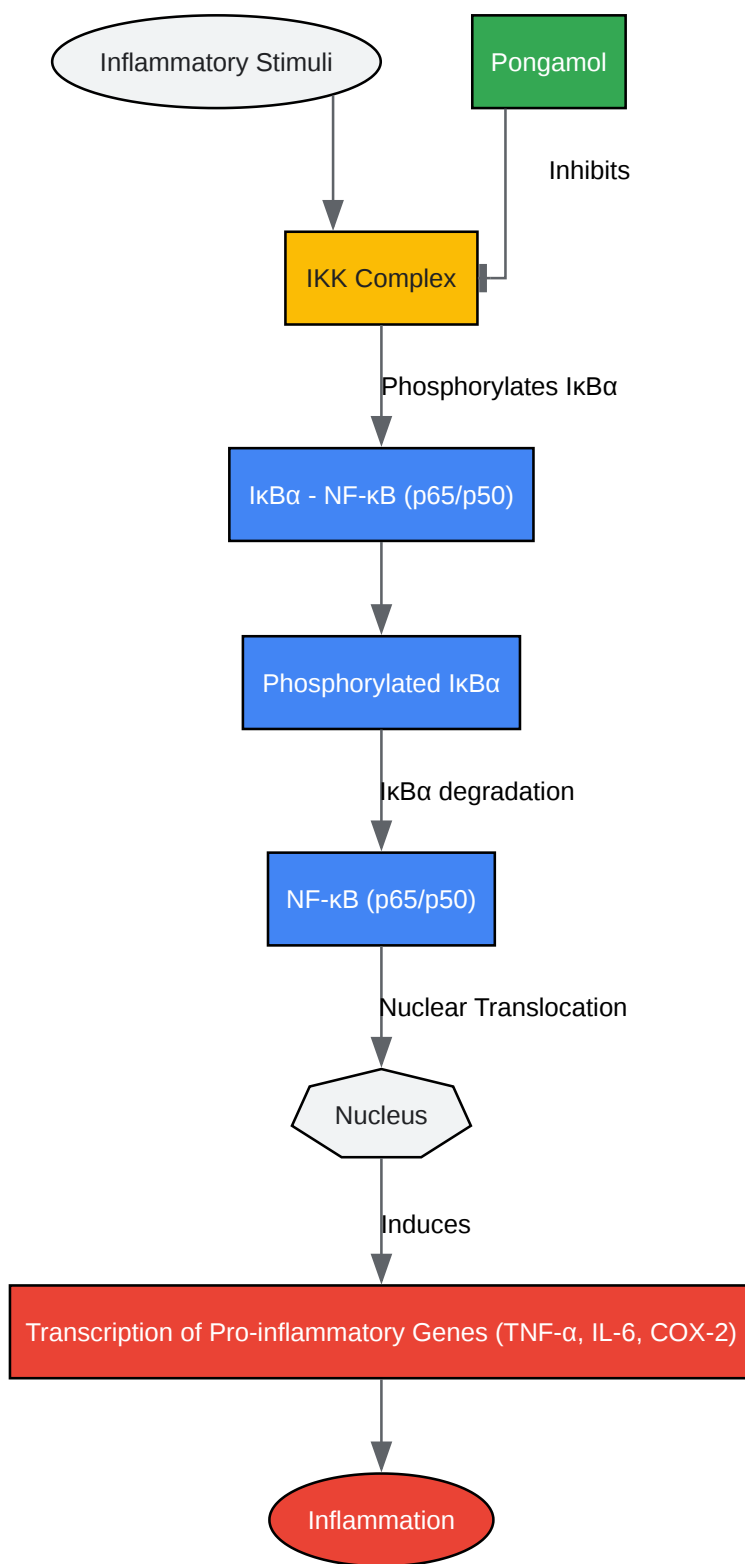 Inflammatory Stimuli
Pongamol
Inhibits
IKK Complex
Phosphorylates IκBα
IκBα - NF-κB (p65/p50)
Phosphorylated IκBα
IκBα degradation
NF-κB (p65/p50)
Nuclear Translocation
Nucleus
Induces
Transcription of Pro-inflammatory Genes (TNF-α, IL-6, COX-2)
Inflammation